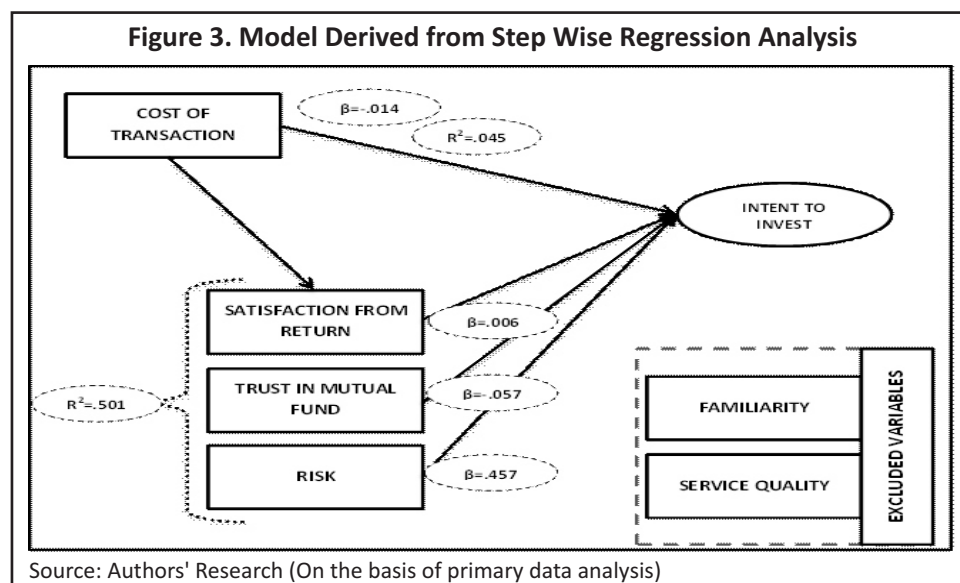 Figure 3. Model Derived from Step Wise Regression Analysis
COST OF
TRANSACTION
β=-.014
R²=.045
INTENT TO
INVEST
SATISFACTION FROM
RETURN
β=.006
TRUST IN MUTUAL
FUND
β=-.057
R²=.501
RISK
β=.457
FAMILIARITY
SERVICE QUALITY
EXCLUDED VARIABLES
Source: Authors' Research (On the basis of primary data analysis)